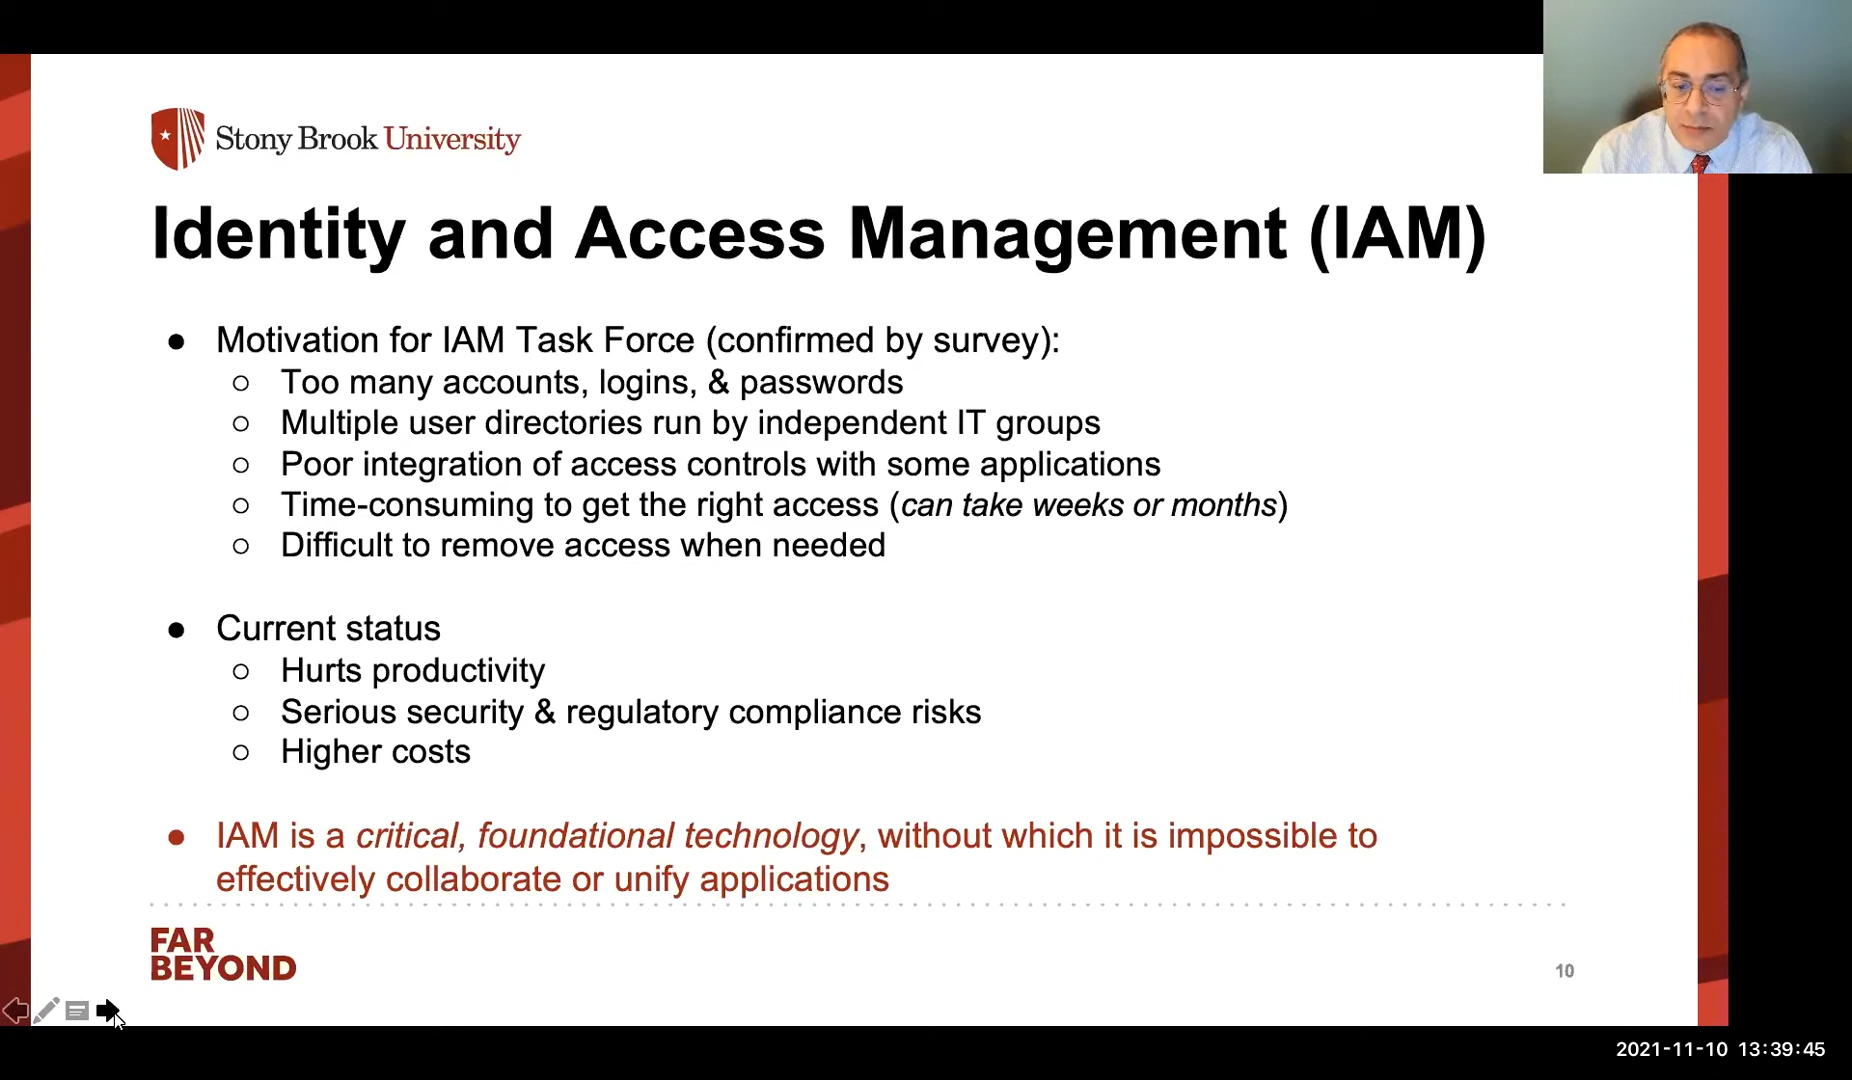 Stony Brook University
Identity and Access Management (IAM)
● Motivation for IAM Task Force (confirmed by survey):
○ Too many accounts, logins, & passwords
○ Multiple user directories run by independent IT groups
○ Poor integration of access controls with some applications
○ Time-consuming to get the right access (can take weeks or months)
○ Difficult to remove access when needed
● Current status
○ Hurts productivity
○ Serious security & regulatory compliance risks
○ Higher costs
● IAM is a critical, foundational technology, without which it is impossible to
effectively collaborate or unify applications
FAR
BEYOND
10
2021-11-10 13:39:45